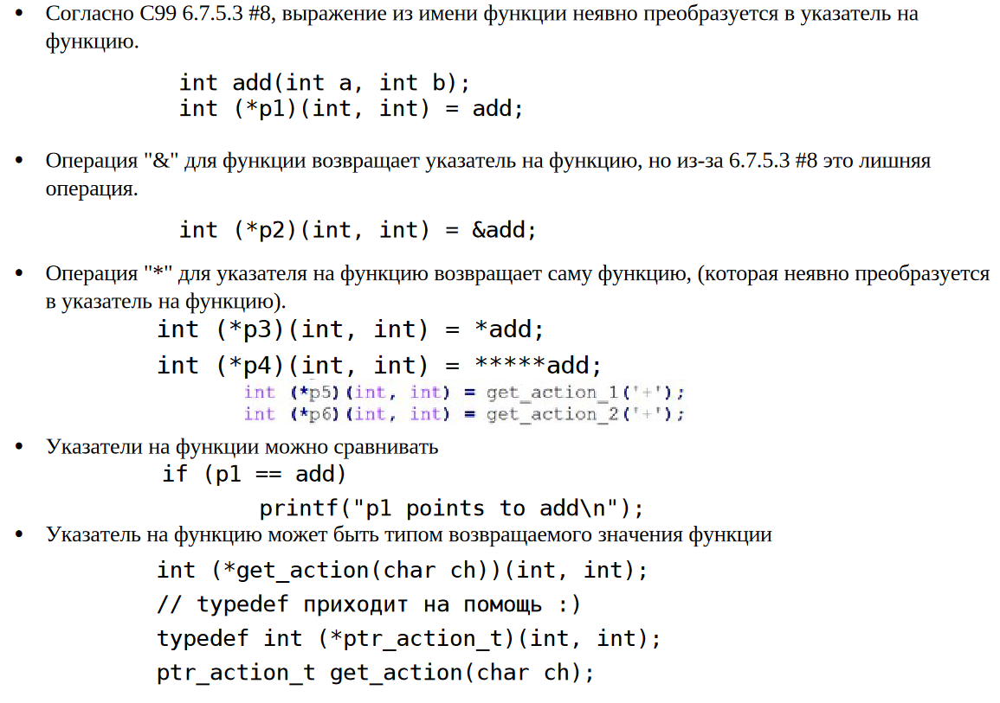 • Согласно C99 6.7.5.3 #8, выражение из имени функции неявно преобразуется в указатель на
функцию.
int add(int a, int b);
int (*p1)(int, int) = add;
• Операция "&" для функции возвращает указатель на функцию, но из-за 6.7.5.3 #8 это лишняя
операция.
int (*p2)(int, int) = &add;
• Операция "*" для указателя на функцию возвращает саму функцию, (которая неявно преобразуется
в указатель на функцию).
int (*p3)(int, int) = *add;
int (*p4)(int, int) = *****add;
int (*p5)(int, int) = get_action_1('+');
int (*p6)(int, int) = get_action_2('+');
• Указатели на функции можно сравнивать
if (p1 == add)
printf("p1 points to add\n");
• Указатель на функцию может быть типом возвращаемого значения функции
int (*get_action(char ch))(int, int);
// typedef приходит на помощь :)
typedef int (*ptr_action_t)(int, int);
ptr_action_t get_action(char ch);